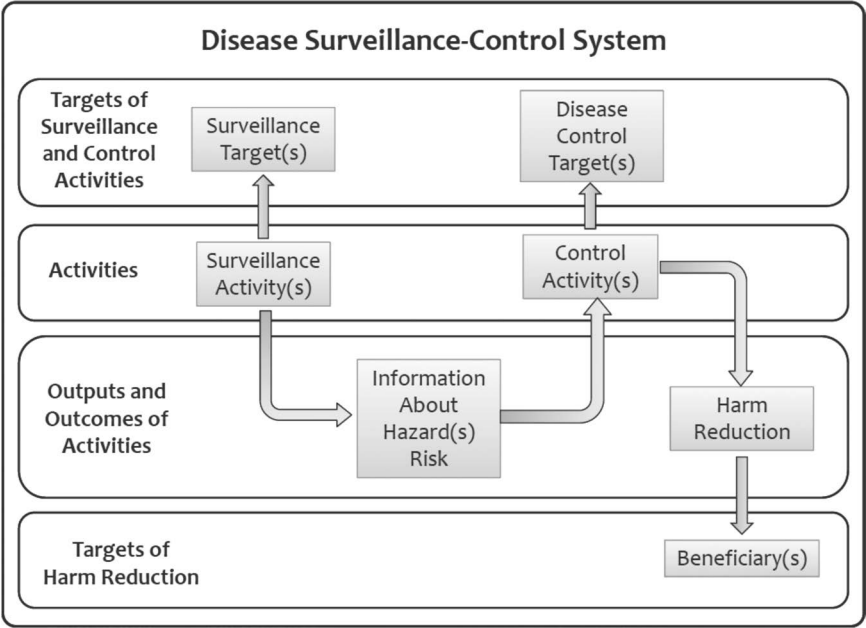 Disease Surveillance-Control System
Targets of
Surveillance
and Control
Activities
Surveillance
Target(s)
Disease
Control
Target(s)
Activities
Surveillance
Activity(s)
Control
Activity(s)
Outputs and
Outcomes of
Activities
Information
About
Hazard(s)
Risk
Harm
Reduction
Targets of
Harm Reduction
Beneficiary(s)